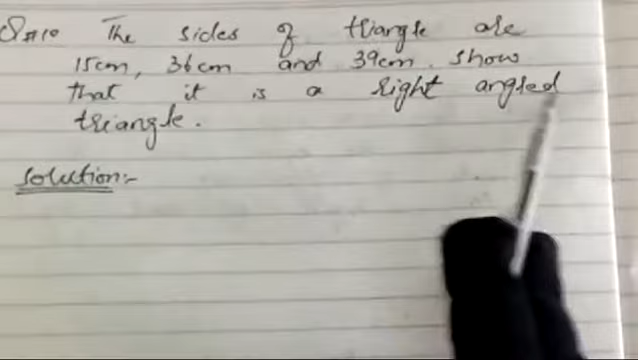 Q#10 The sides of triangle are
15cm, 36cm and 39cm. show
that it is a right angled
triangle.
Solution:-